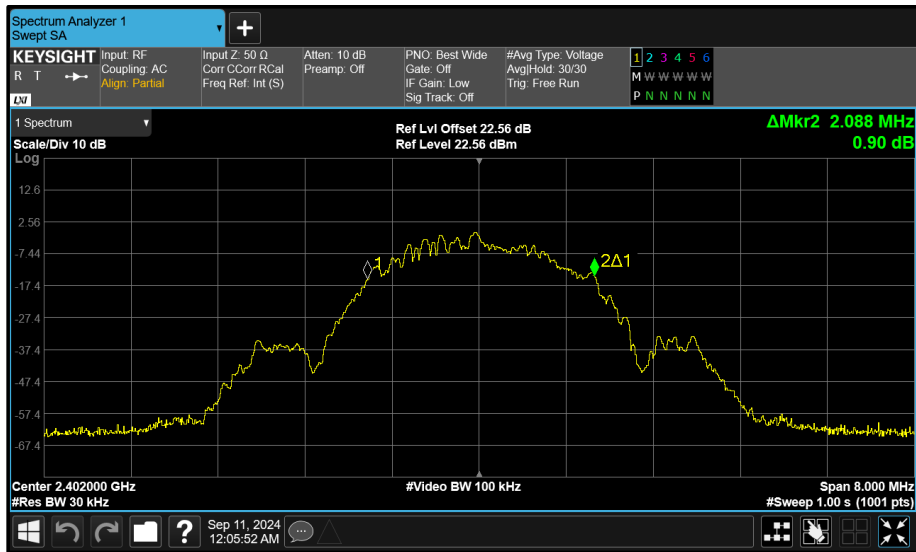 Spectrum Analyzer 1
Swept SA
+
KEYSIGHT
R T
LXI
Input: RF
Coupling: AC
Align: Partial
Input Z: 50 Ω
Corr CCorr RCal
Freq Ref: Int (S)
Atten: 10 dB
Preamp: Off
PNO: Best Wide
Gate: Off
IF Gain: Low
Sig Track: Off
#Avg Type: Voltage
Avg|Hold: 30/30
Trig: Free Run
1 2 3 4 5 6
M W W W W W
P N N N N N
1 Spectrum
Scale/Div 10 dB
Ref Lvl Offset 22.56 dB
Ref Level 22.56 dBm
ΔMkr2 2.088 MHz
0.90 dB
Log
12.6
2.56
-7.44
-17.4
-27.4
-37.4
-47.4
-57.4
-67.4
1
2Δ1
Center 2.402000 GHz
#Video BW 100 kHz
Span 8.000 MHz
#Res BW 30 kHz
#Sweep 1.00 s (1001 pts)
?
Sep 11, 2024
12:05:52 AM